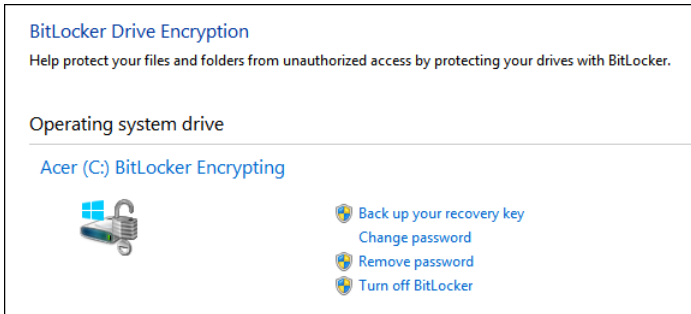 BitLocker Drive Encryption
Help protect your files and folders from unauthorized access by protecting your drives with BitLocker.
Operating system drive
Acer (C:) BitLocker Encrypting
Back up your recovery key
Change password
Remove password
Turn off BitLocker